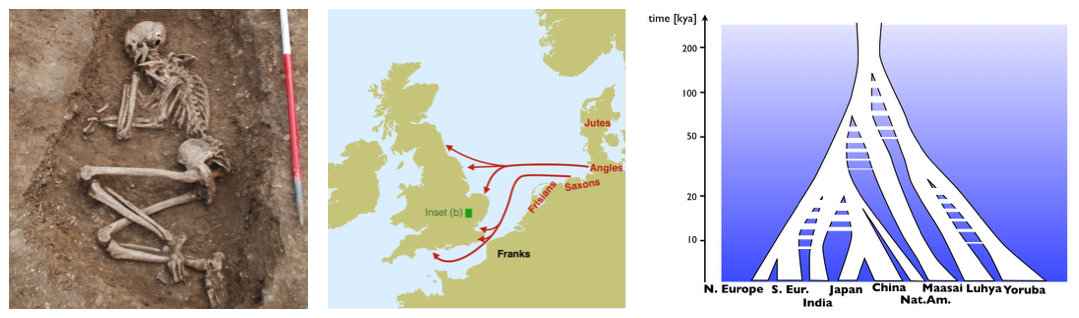 Jutes
Angles
Saxons
Frisians
Inset (b)
Franks
time [kya]
200
100
50
20
10
N. Europe S. Eur. Japan China Maasai Luhya Yoruba
India Nat.Am.